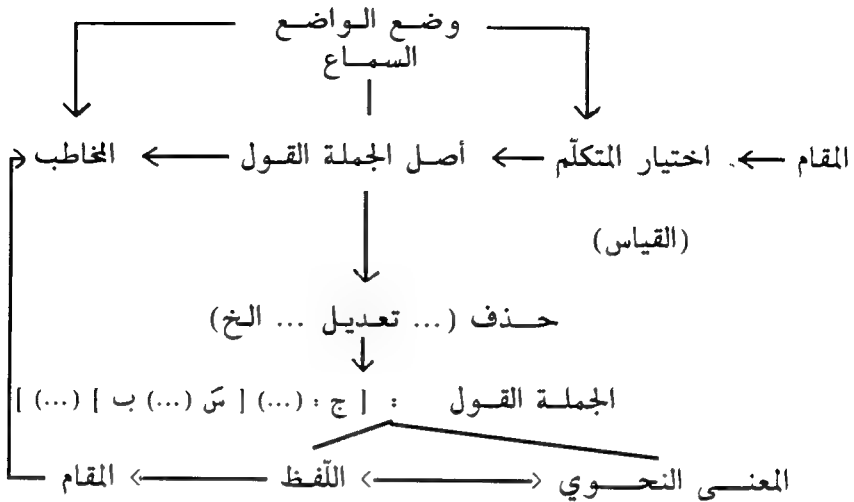 وضع الواضع
السماع
المقام اختيار المتكلّم أصل الجملة القول المخاطب
(القياس)
حذف (... تعديل ... الخ)
الجملة القول : [ ج : (...) [ سَ (...) ب ] (...) ]
المعنى النحوي اللّفظ المقام